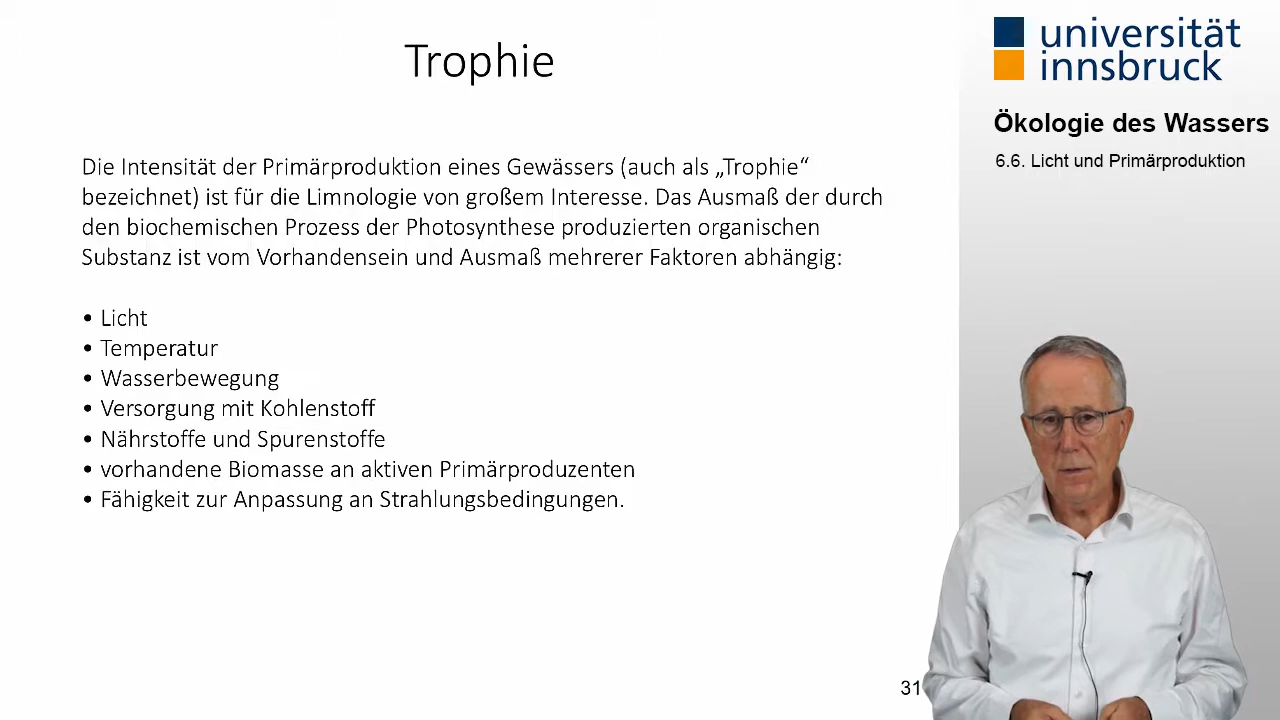 Trophie
Die Intensität der Primärproduktion eines Gewässers (auch als „Trophie“
bezeichnet) ist für die Limnologie von großem Interesse. Das Ausmaß der durch
den biochemischen Prozess der Photosynthese produzierten organischen
Substanz ist vom Vorhandensein und Ausmaß mehrerer Faktoren abhängig:
• Licht
• Temperatur
• Wasserbewegung
• Versorgung mit Kohlenstoff
• Nährstoffe und Spurenstoffe
• vorhandene Biomasse an aktiven Primärproduzenten
• Fähigkeit zur Anpassung an Strahlungsbedingungen.
31
universität
innsbruck
Ökologie des Wassers
6.6. Licht und Primärproduktion